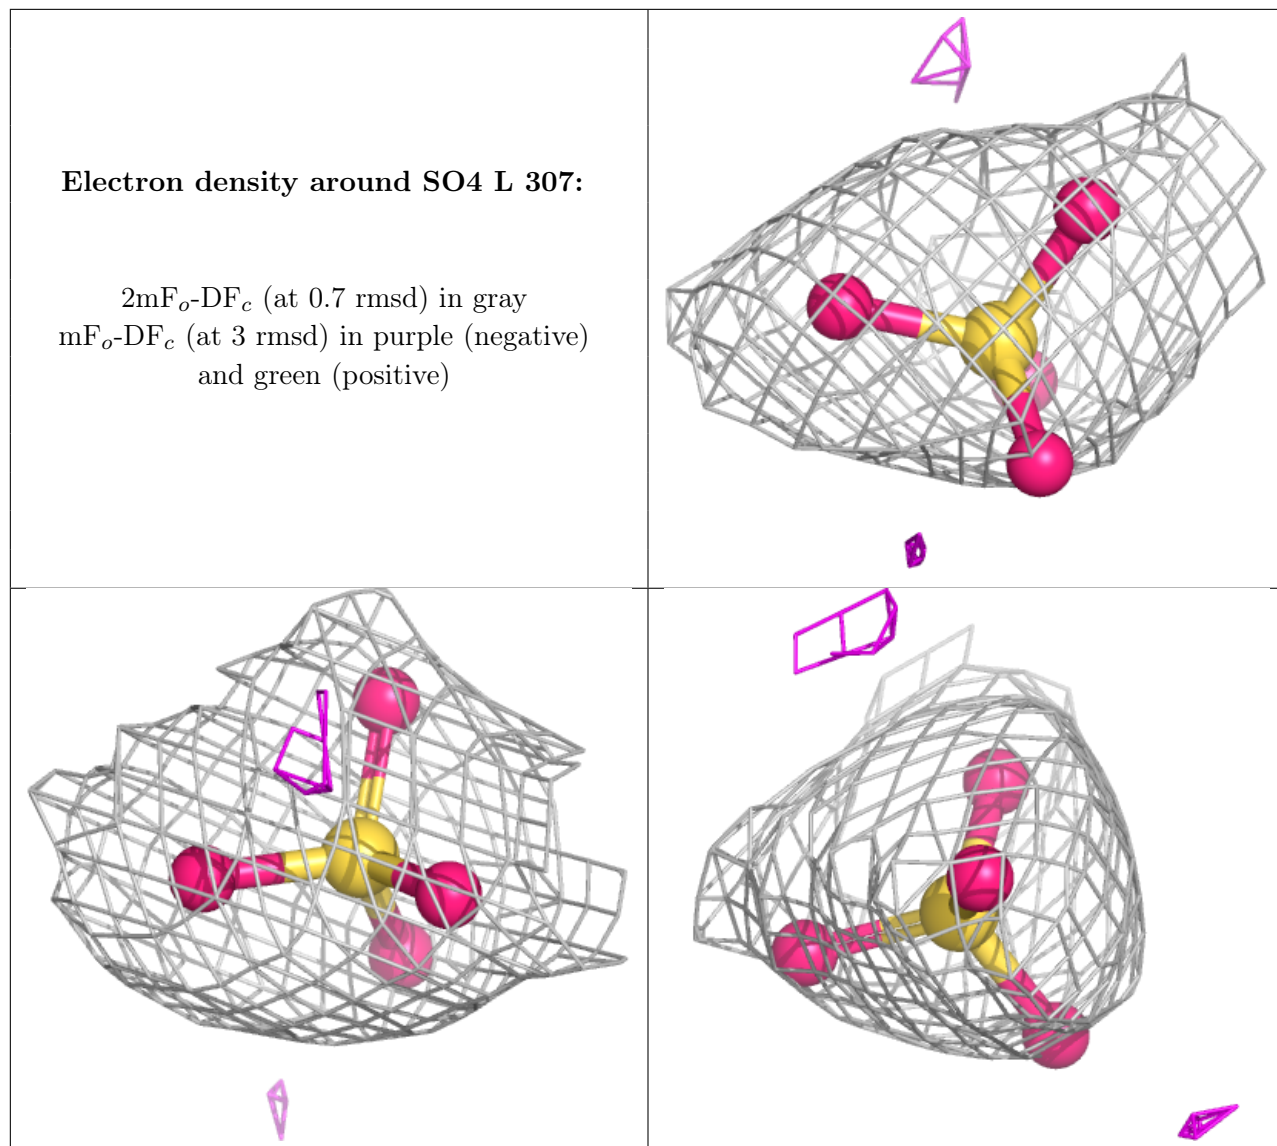 Electron density around SO4 L 307:
2mFo-DFc (at 0.7 rmsd) in gray
mFo-DFc (at 3 rmsd) in purple (negative)
and green (positive)